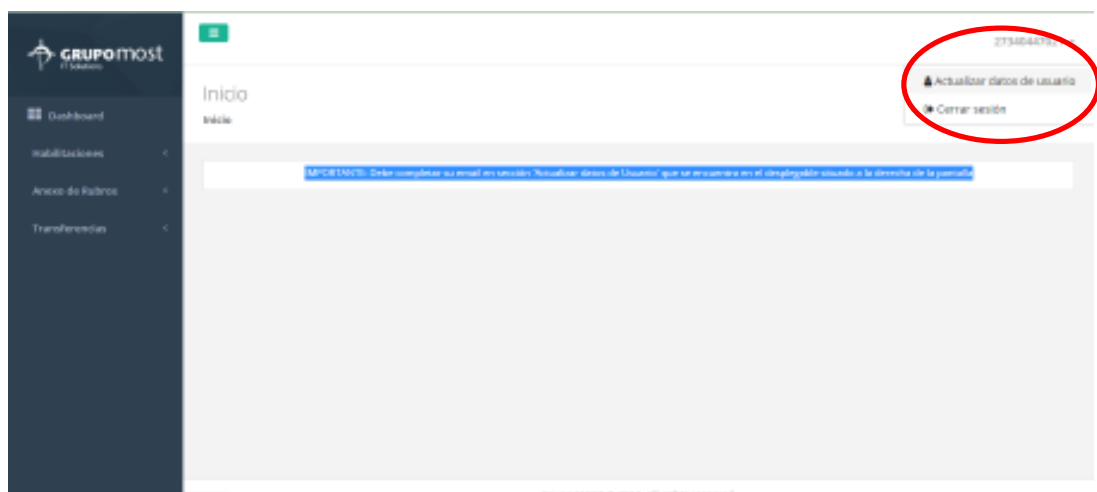 GRUPOmost
IT Solutions
Actualizar datos de usuario
Cerrar sesión
Inicio
Inicio
Dashboard
Habilitaciones
Anexo de Rubros
Transferencias
IMPORTANTE: Debe completar su email en sección 'Actualizar datos de Usuario' que se encuentra en el desplegable situado a la derecha de la pantalla